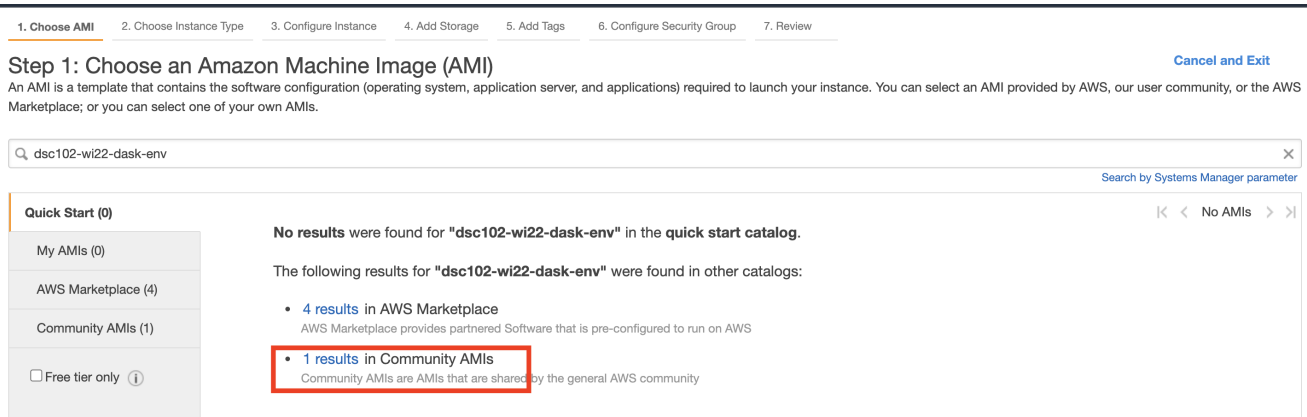 1. Choose AMI 2. Choose Instance Type 3. Configure Instance 4. Add Storage 5. Add Tags 6. Configure Security Group 7. Review
Step 1: Choose an Amazon Machine Image (AMI)
Cancel and Exit
An AMI is a template that contains the software configuration (operating system, application server, and applications) required to launch your instance. You can select an AMI provided by AWS, our user community, or the AWS
Marketplace; or you can select one of your own AMIs.
dsc102-wi22-dask-env
Search by Systems Manager parameter
Quick Start (0)
My AMIs (0)
AWS Marketplace (4)
Community AMIs (1)
Free tier only
No AMIs
No results were found for "dsc102-wi22-dask-env" in the quick start catalog.
The following results for "dsc102-wi22-dask-env" were found in other catalogs:
• 4 results in AWS Marketplace
AWS Marketplace provides partnered Software that is pre-configured to run on AWS
• 1 results in Community AMIs
Community AMIs are AMIs that are shared by the general AWS community